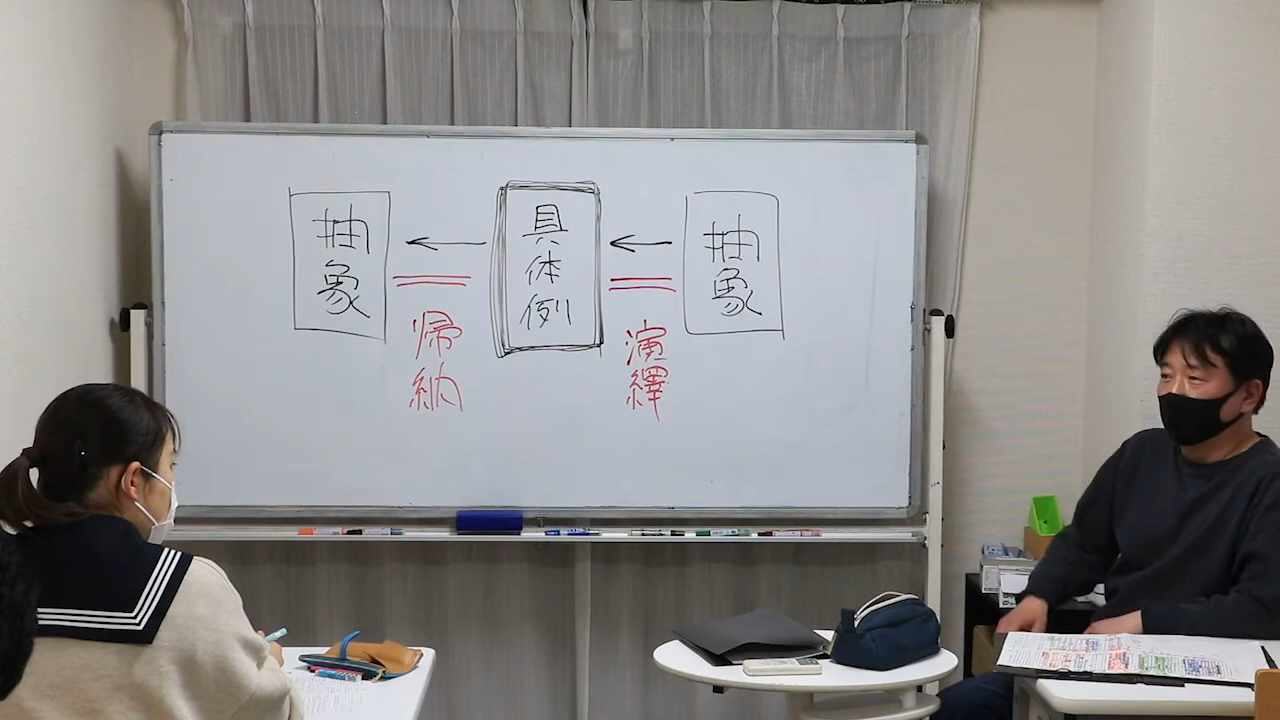 抽象 ← 具体例 ← 抽象
帰納
演繹